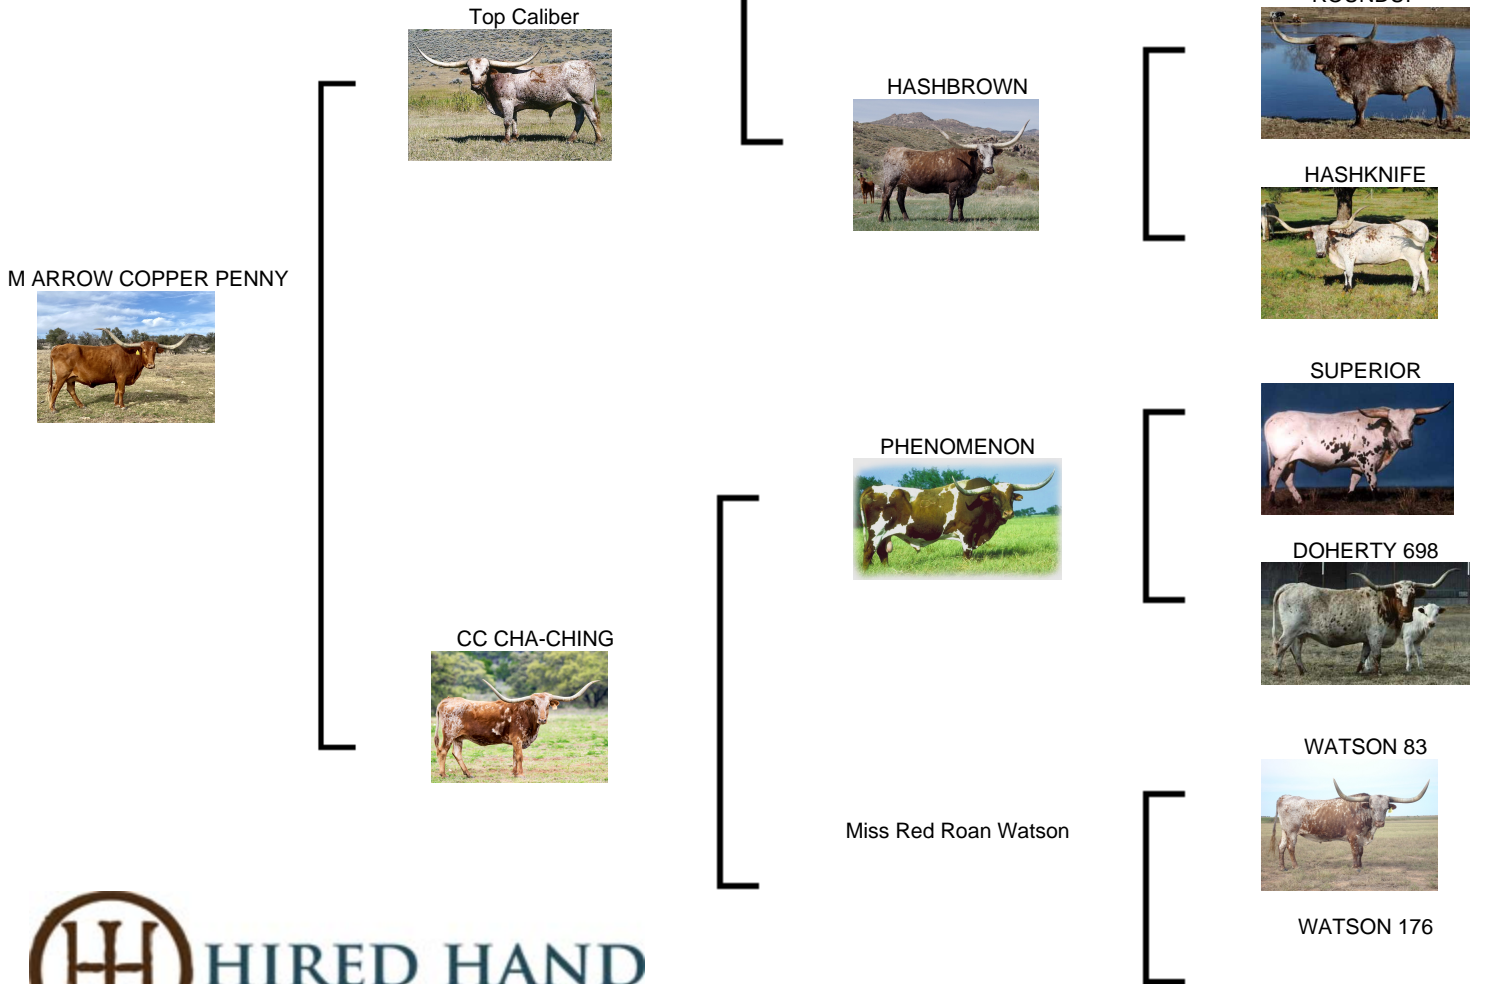 Top Caliber
HASHBROWN
HASHKNIFE
M ARROW COPPER PENNY
SUPERIOR
PHENOMENON
DOHERTY 698
CC CHA-CHING
WATSON 83
Miss Red Roan Watson
WATSON 176
HIRED HAND